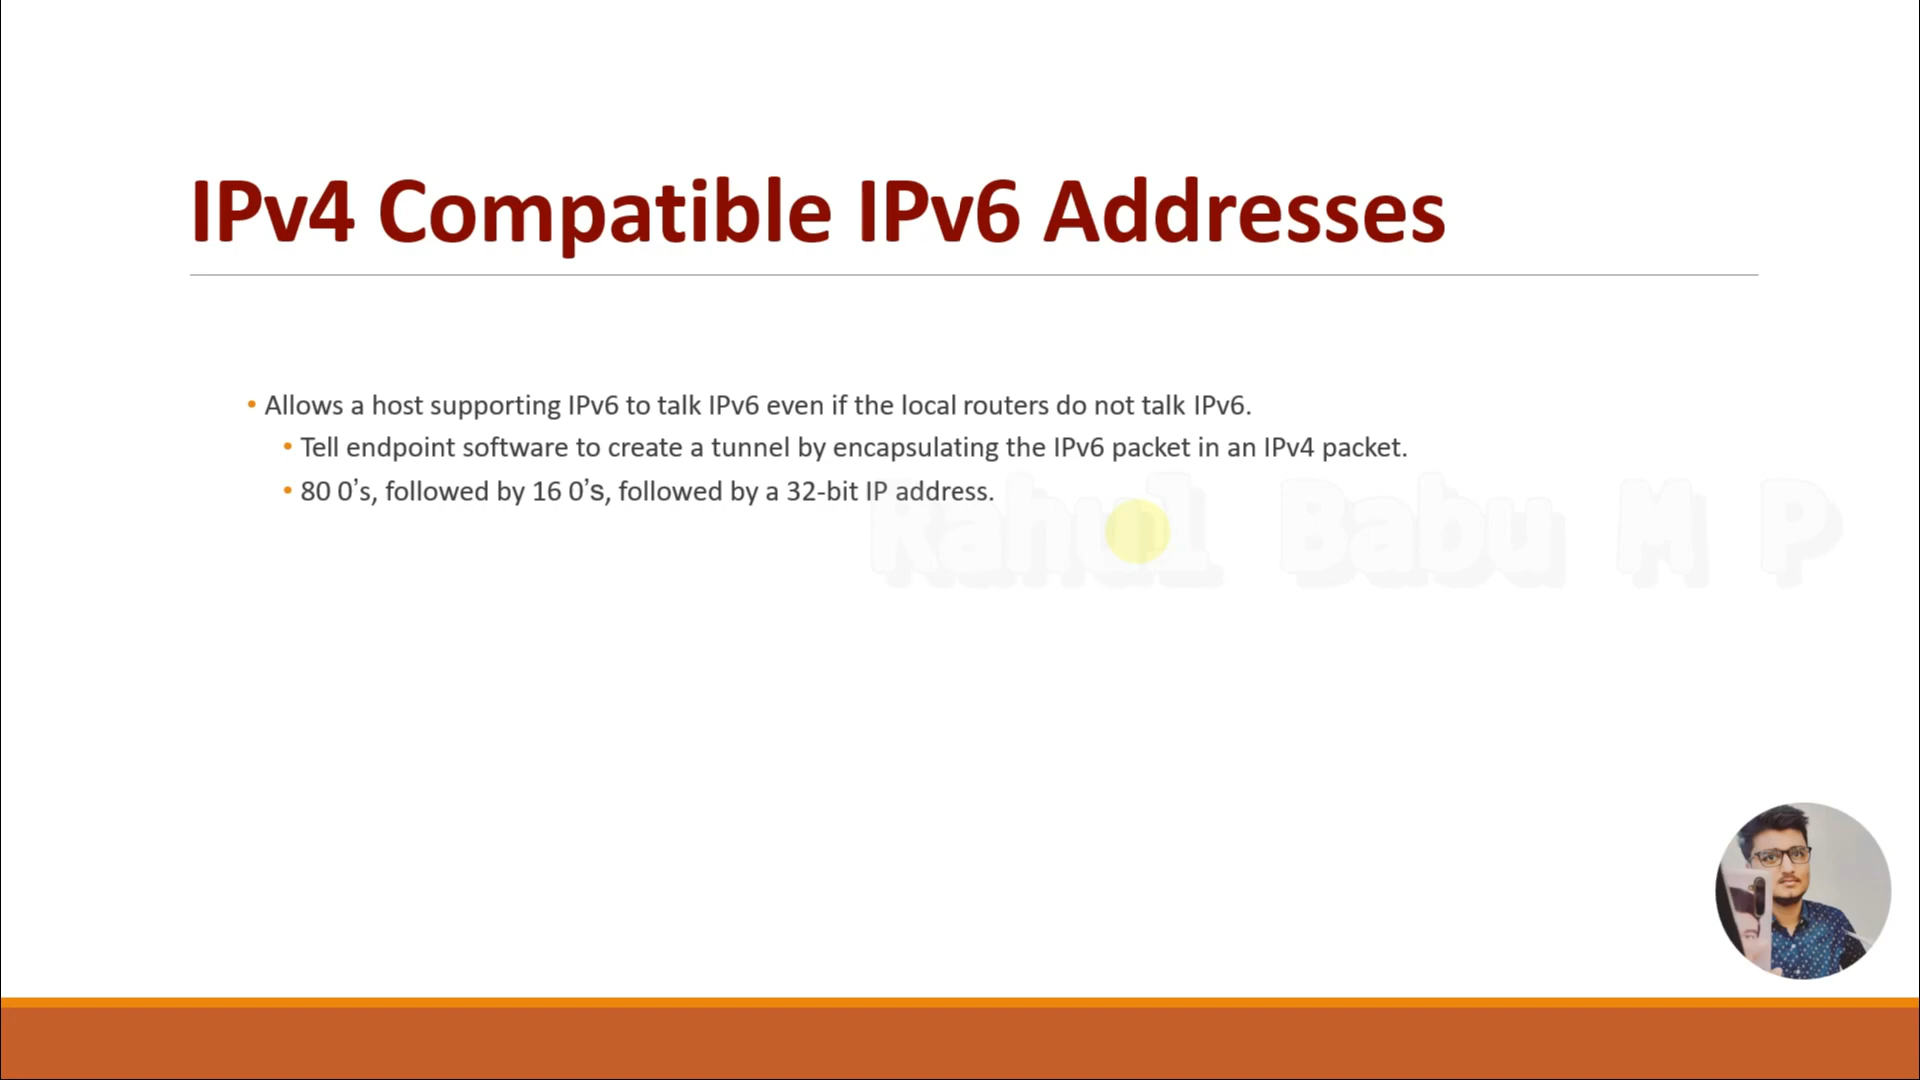 IPv4 Compatible IPv6 Addresses
• Allows a host supporting IPv6 to talk IPv6 even if the local routers do not talk IPv6.
• Tell endpoint software to create a tunnel by encapsulating the IPv6 packet in an IPv4 packet.
• 80 0’s, followed by 16 0’s, followed by a 32-bit IP address.
Rahul Babu M P